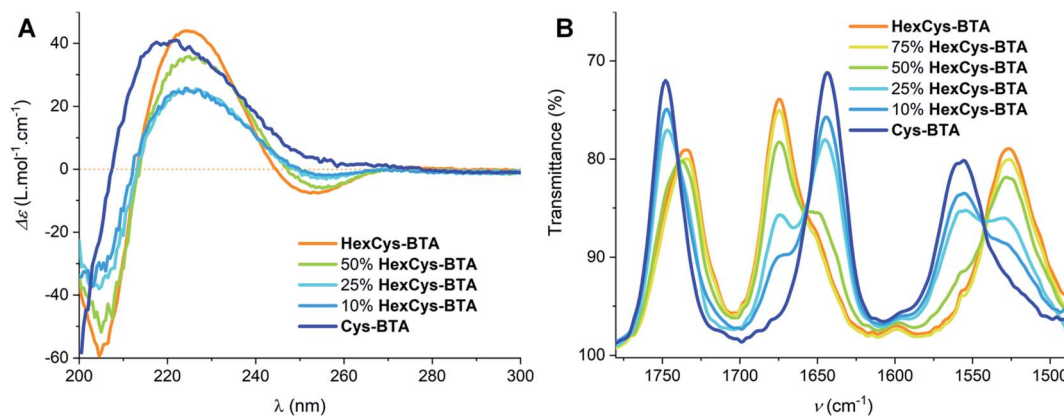 A
40
20
0
-20
-40
-60
Δε (L.mol⁻¹.cm⁻¹)
HexCys-BTA
50% HexCys-BTA
25% HexCys-BTA
10% HexCys-BTA
Cys-BTA
200 220 240 260 280 300
λ (nm)
B
70
80
90
100
Transmittance (%)
HexCys-BTA
75% HexCys-BTA
50% HexCys-BTA
25% HexCys-BTA
10% HexCys-BTA
Cys-BTA
1750 1700 1650 1600 1550 1500
ν (cm⁻¹)